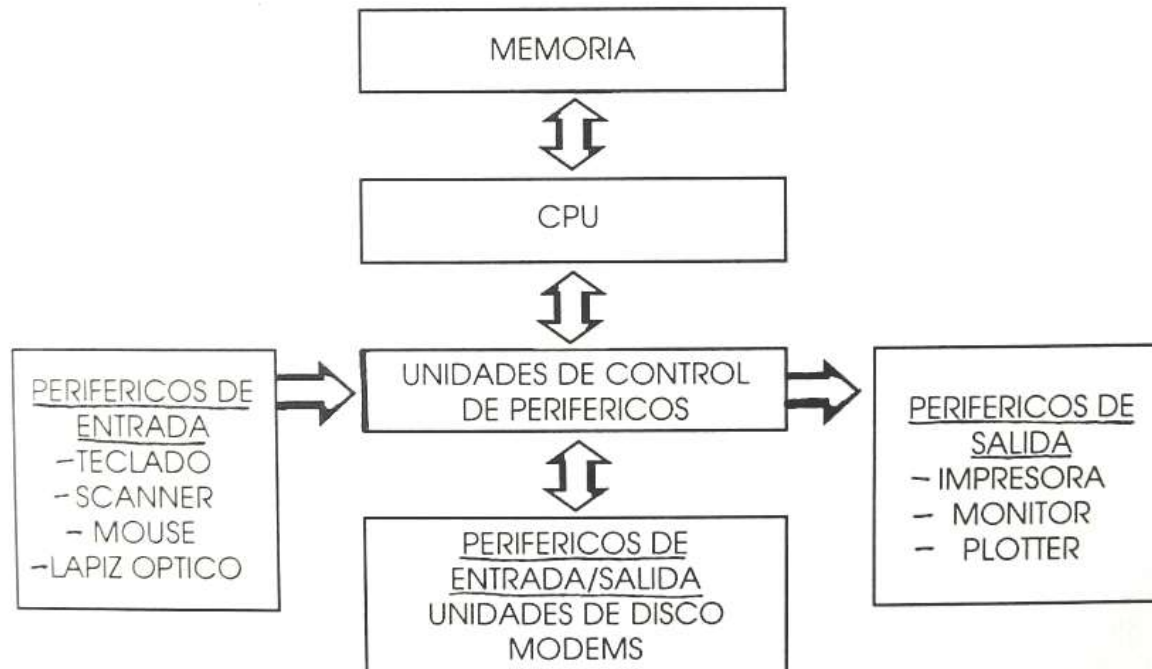 MEMORIA
CPU
UNIDADES DE CONTROL
DE PERIFERICOS
PERIFERICOS DE
ENTRADA
-TECLADO
-SCANNER
- MOUSE
-LAPIZ OPTICO
PERIFERICOS DE
SALIDA
- IMPRESORA
- MONITOR
- PLOTTER
PERIFERICOS DE
ENTRADA/SALIDA
UNIDADES DE DISCO
MODEMS